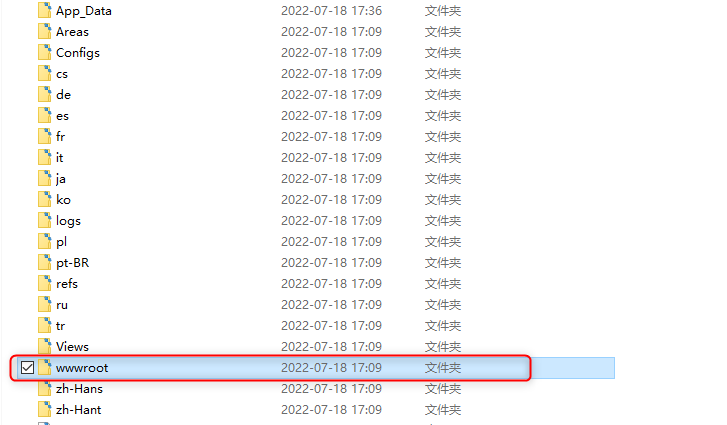 App_Data 2022-07-18 17:36 文件夹
Areas 2022-07-18 17:09 文件夹
Configs 2022-07-18 17:09 文件夹
cs 2022-07-18 17:09 文件夹
de 2022-07-18 17:09 文件夹
es 2022-07-18 17:09 文件夹
fr 2022-07-18 17:09 文件夹
it 2022-07-18 17:09 文件夹
ja 2022-07-18 17:09 文件夹
ko 2022-07-18 17:09 文件夹
logs 2022-07-18 17:09 文件夹
pl 2022-07-18 17:09 文件夹
pt-BR 2022-07-18 17:09 文件夹
refs 2022-07-18 17:09 文件夹
ru 2022-07-18 17:09 文件夹
tr 2022-07-18 17:09 文件夹
Views 2022-07-18 17:09 文件夹
wwwroot 2022-07-18 17:09 文件夹
zh-Hans 2022-07-18 17:09 文件夹
zh-Hant 2022-07-18 17:09 文件夹